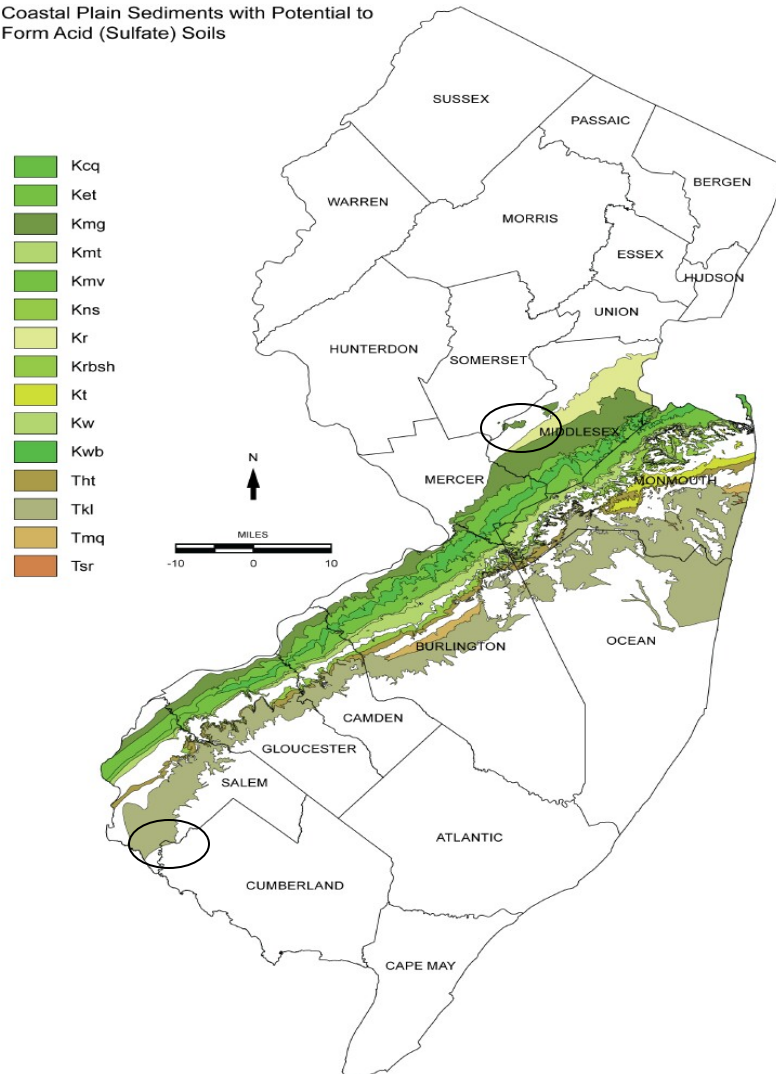 Coastal Plain Sediments with Potential to
Form Acid (Sulfate) Soils
Kcq
Ket
Kmg
Kmt
Kmv
Kns
Kr
Krbsh
Kt
Kw
Kwb
Tht
Tkl
Tmq
Tsr
SUSSEX
PASSAIC
BERGEN
WARREN
MORRIS
ESSEX
HUDSON
UNION
HUNTERDON
SOMERSET
MIDDLESEX
MERCER
MONMOUTH
N
MILES
-10 0 10
OCEAN
BURLINGTON
CAMDEN
GLOUCESTER
SALEM
ATLANTIC
CUMBERLAND
CAPE MAY